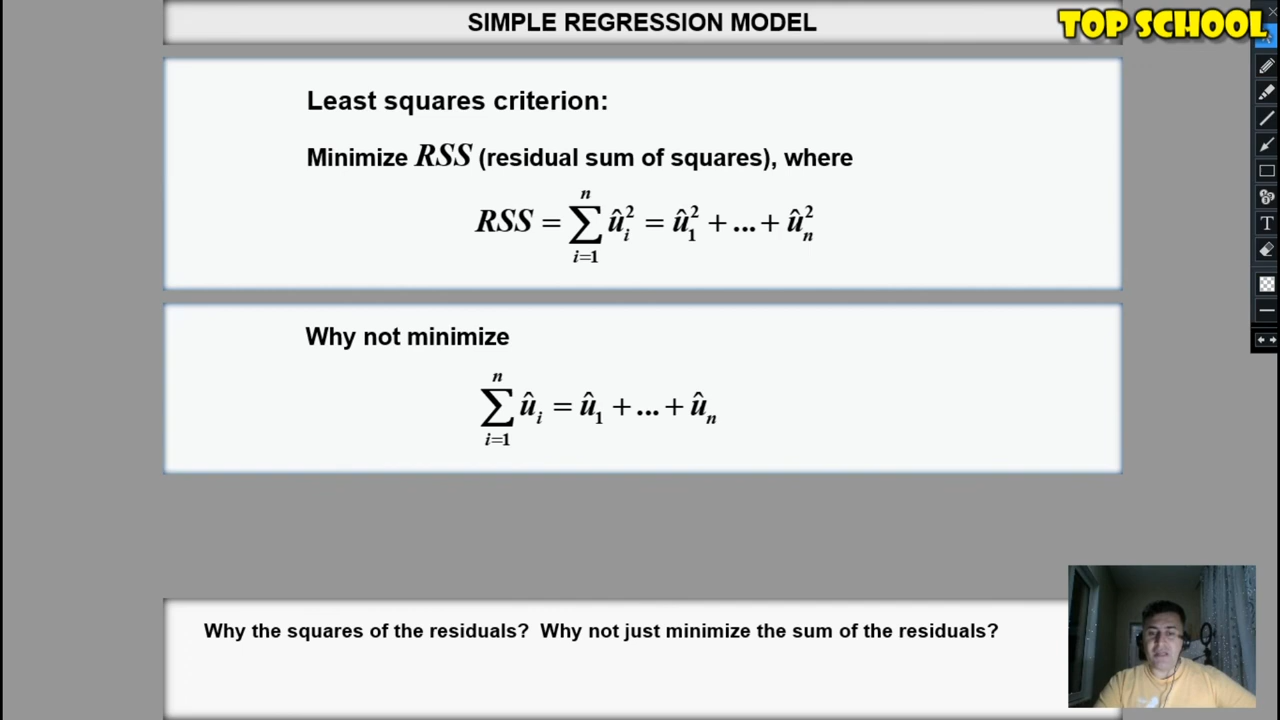 SIMPLE REGRESSION MODEL
TOP SCHOOL
Least squares criterion:
Minimize RSS (residual sum of squares), where
RSS = ∑_{i=1}^{n} û_i^2 = û_1^2 + ... + û_n^2
Why not minimize
∑_{i=1}^{n} û_i = û_1 + ... + û_n
Why the squares of the residuals? Why not just minimize the sum of the residuals?
T